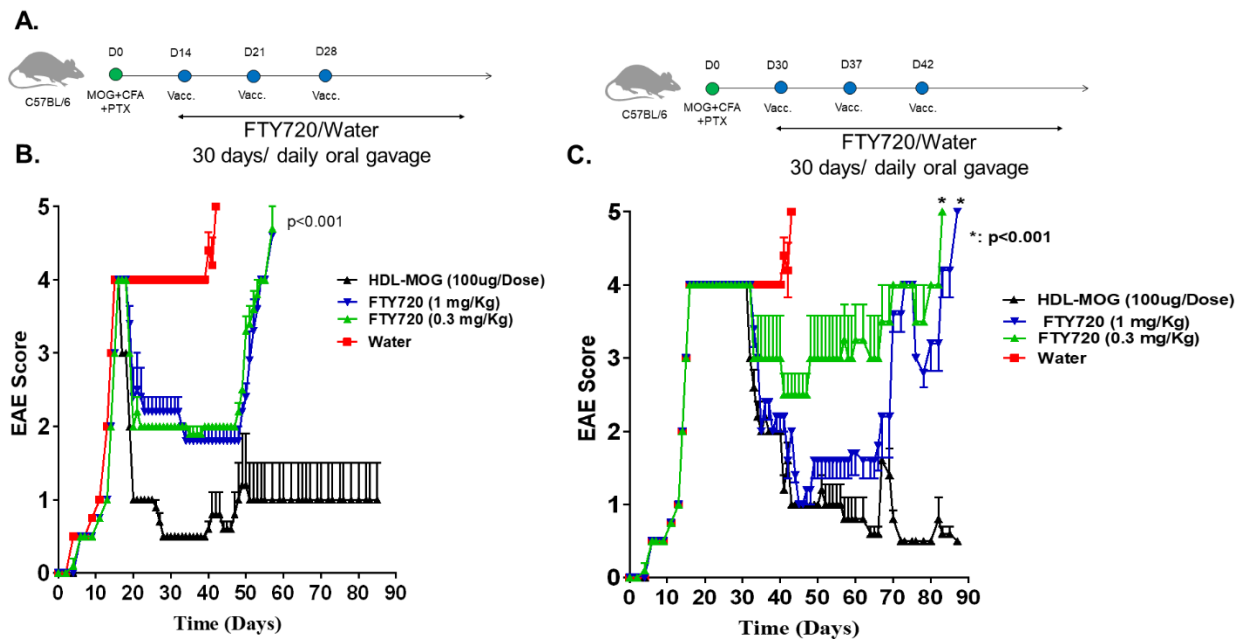 A.
D0
D14
D21
D28
C57BL/6
MOG+CFA
+PTX
Vacc.
Vacc.
Vacc.
FTY720/Water
30 days/ daily oral gavage
D0
D30
D37
D42
C57BL/6
MOG+CFA
+PTX
Vacc.
Vacc.
Vacc.
FTY720/Water
30 days/ daily oral gavage
B.
EAE Score
5
4
3
2
1
0
0 10 20 30 40 50 60 70 80 90
Time (Days)
p<0.001
HDL-MOG (100ug/Dose)
FTY720 (1 mg/Kg)
FTY720 (0.3 mg/Kg)
Water
C.
EAE Score
5
4
3
2
1
0
0 10 20 30 40 50 60 70 80 90
Time (Days)
* *
*: p<0.001
HDL-MOG (100ug/Dose)
FTY720 (1 mg/Kg)
FTY720 (0.3 mg/Kg)
Water